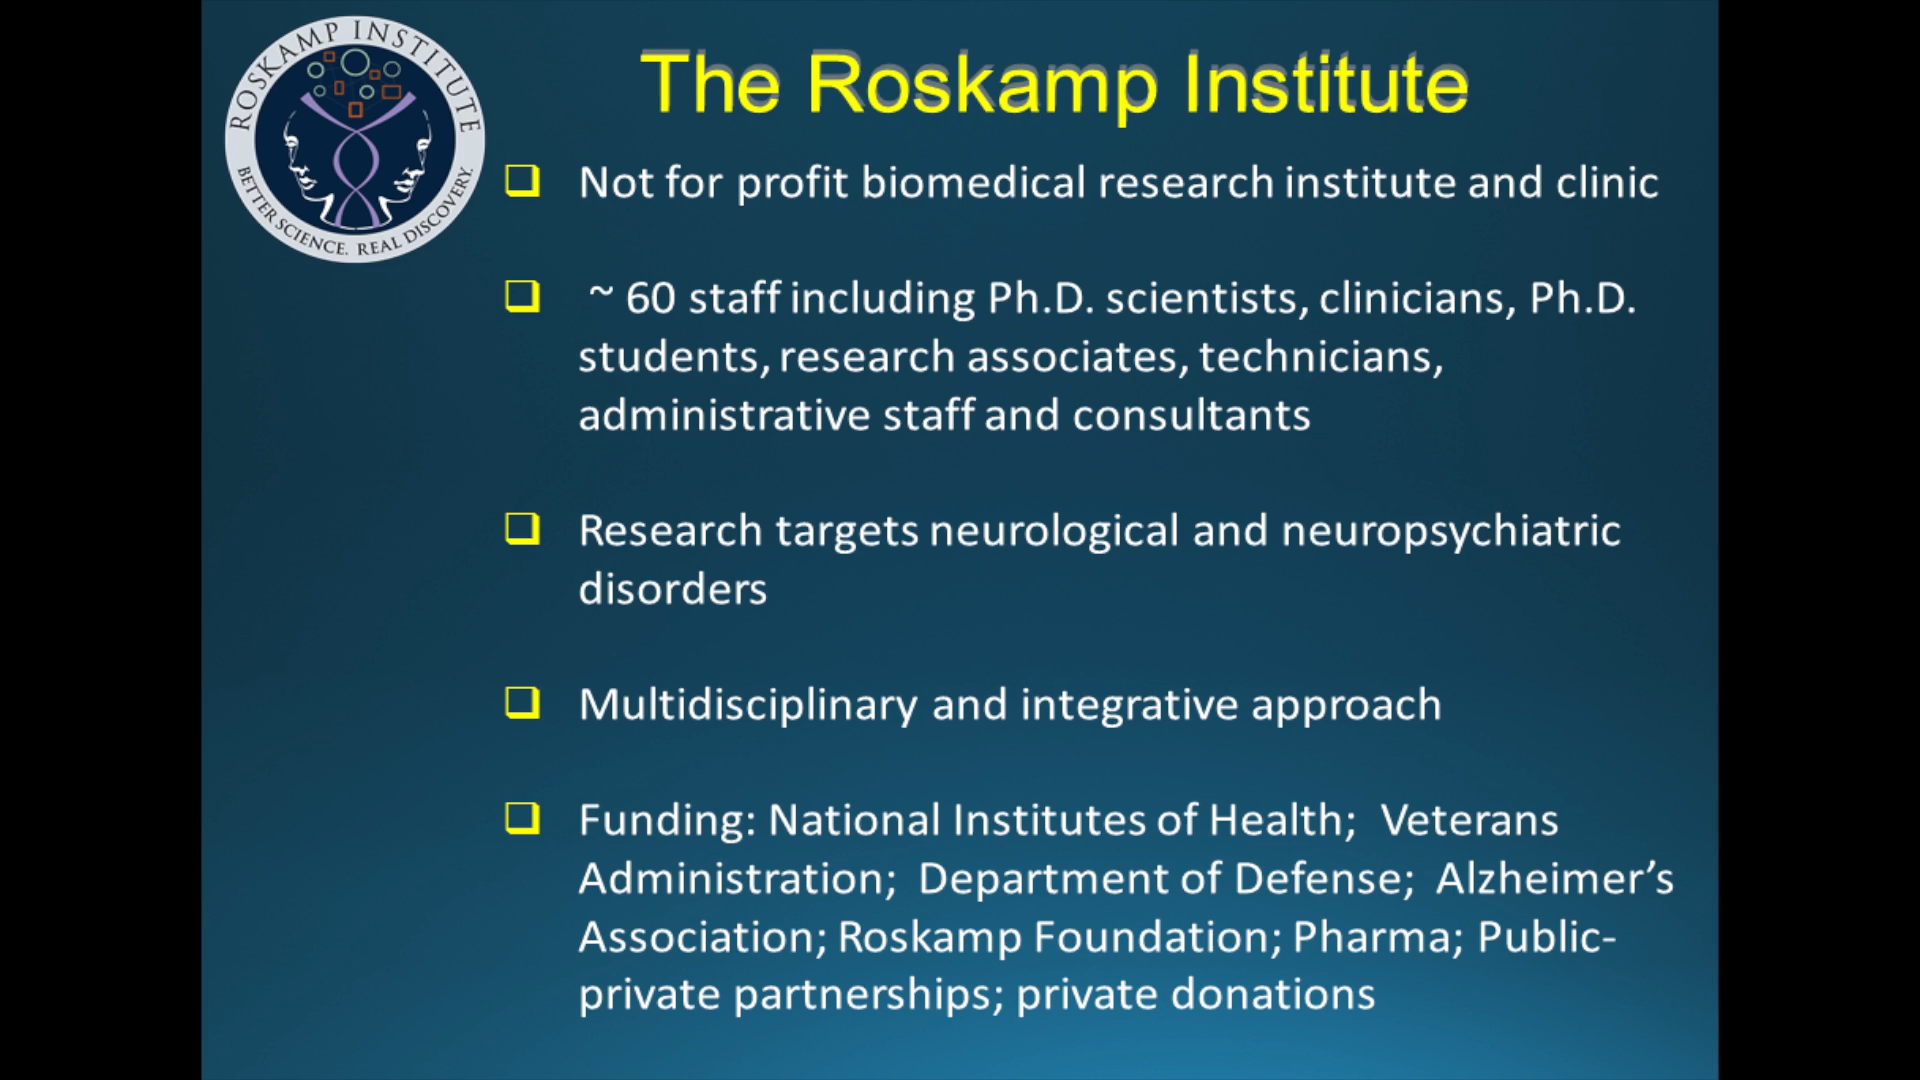 ROSKAMP INSTITUTE
BETTER SCIENCE. REAL DISCOVERY.
The Roskamp Institute
Not for profit biomedical research institute and clinic
~ 60 staff including Ph.D. scientists, clinicians, Ph.D.
students, research associates, technicians,
administrative staff and consultants
Research targets neurological and neuropsychiatric
disorders
Multidisciplinary and integrative approach
Funding: National Institutes of Health; Veterans
Administration; Department of Defense; Alzheimer’s
Association; Roskamp Foundation; Pharma; Public-
private partnerships; private donations